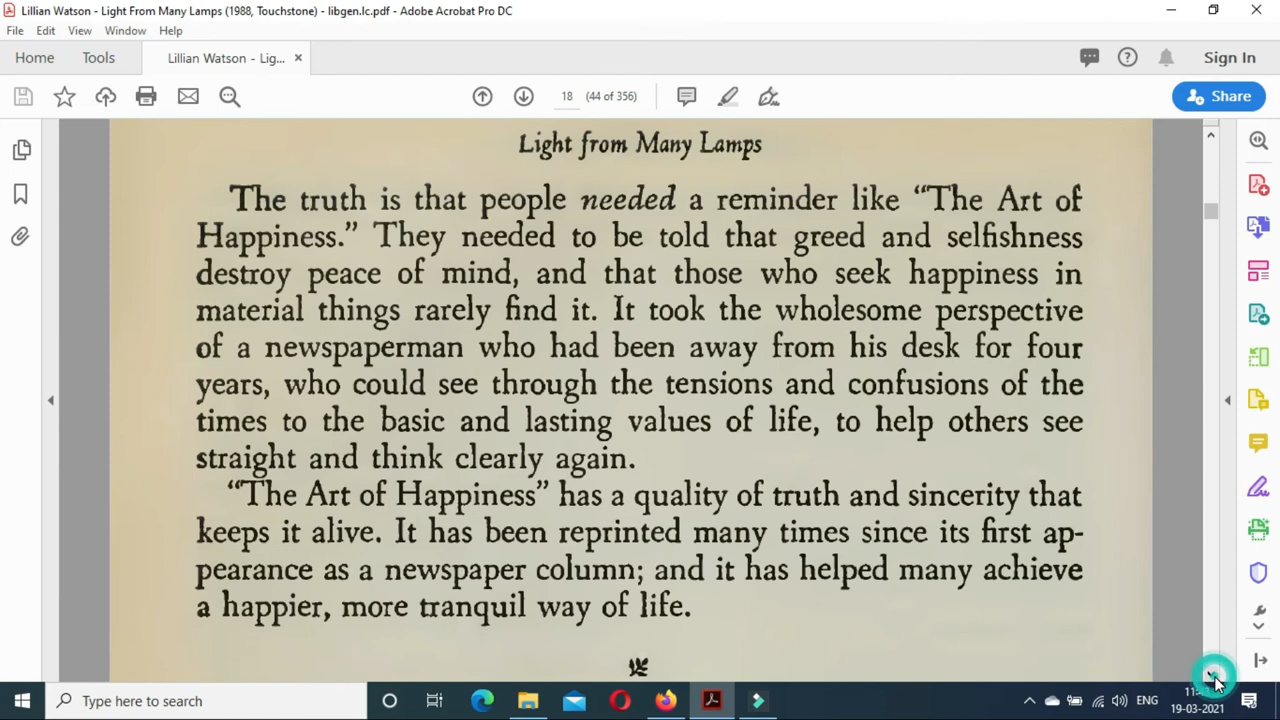 Lillian Watson - Light From Many Lamps (1988, Touchstone) - libgen.lc.pdf - Adobe Acrobat Pro DC
File Edit View Window Help
Home Tools Lillian Watson - Lig... × Sign In
18 (44 of 356) Share
Light from Many Lamps
The truth is that people needed a reminder like “The Art of
Happiness.” They needed to be told that greed and selfishness
destroy peace of mind, and that those who seek happiness in
material things rarely find it. It took the wholesome perspective
of a newspaperman who had been away from his desk for four
years, who could see through the tensions and confusions of the
times to the basic and lasting values of life, to help others see
straight and think clearly again.
“The Art of Happiness” has a quality of truth and sincerity that
keeps it alive. It has been reprinted many times since its first ap-
pearance as a newspaper column; and it has helped many achieve
a happier, more tranquil way of life.
Type here to search
ENG
19-03-2021